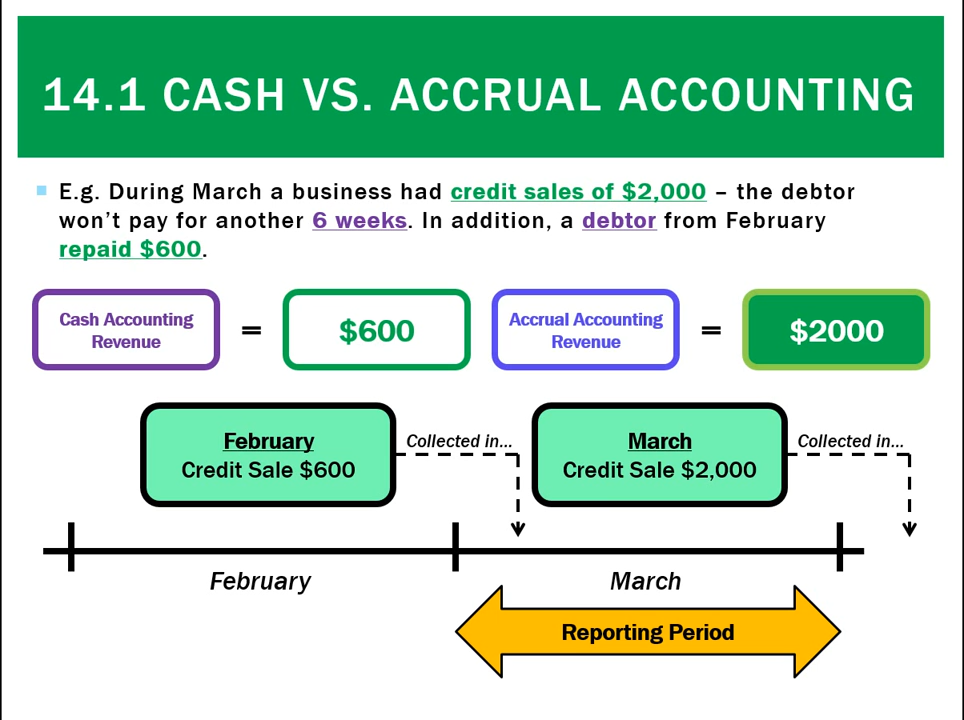 14.1 CASH VS. ACCRUAL ACCOUNTING
E.g. During March a business had credit sales of $2,000 – the debtor
won’t pay for another 6 weeks. In addition, a debtor from February
repaid $600.
Cash Accounting
Revenue
=
$600
Accrual Accounting
Revenue
=
$2000
February
Credit Sale $600
Collected in...
March
Credit Sale $2,000
Collected in...
February
March
Reporting Period